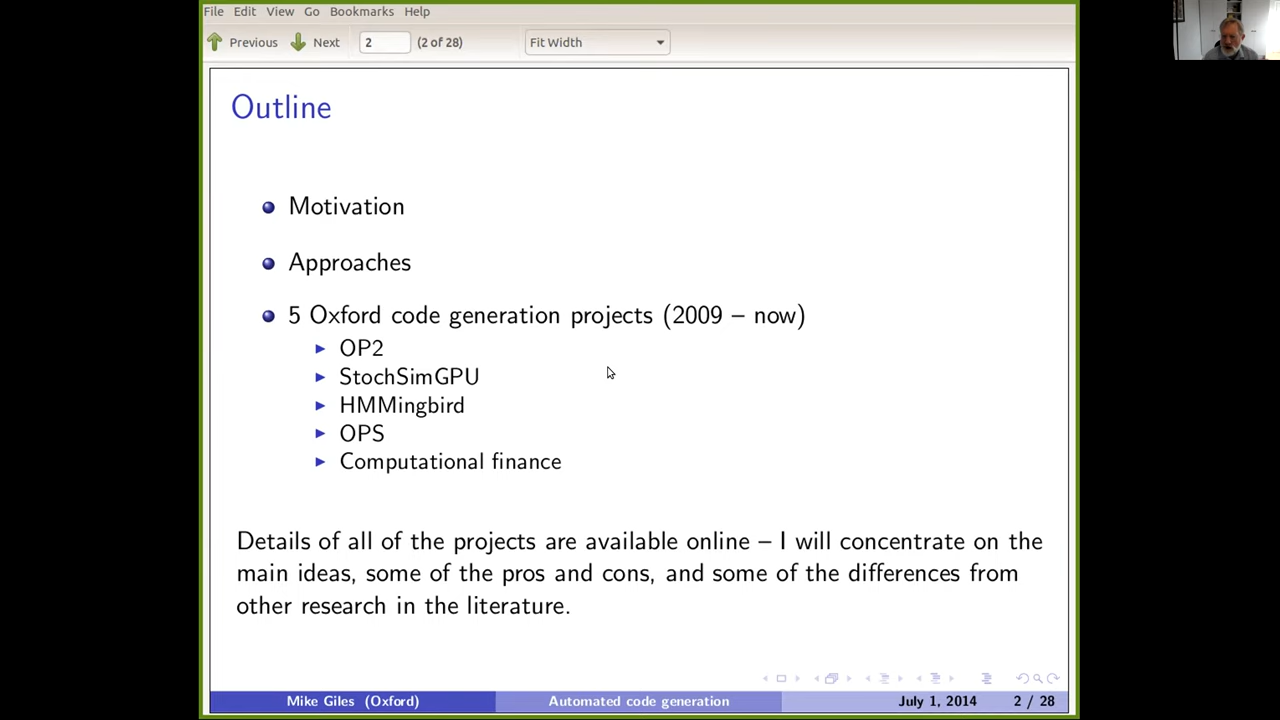 File Edit View Go Bookmarks Help
Previous Next 2 (2 of 28) Fit Width
Outline
Motivation
Approaches
5 Oxford code generation projects (2009 – now)
OP2
StochSimGPU
HMMingbird
OPS
Computational finance
Details of all of the projects are available online – I will concentrate on the
main ideas, some of the pros and cons, and some of the differences from
other research in the literature.
Mike Giles (Oxford) Automated code generation July 1, 2014 2 / 28